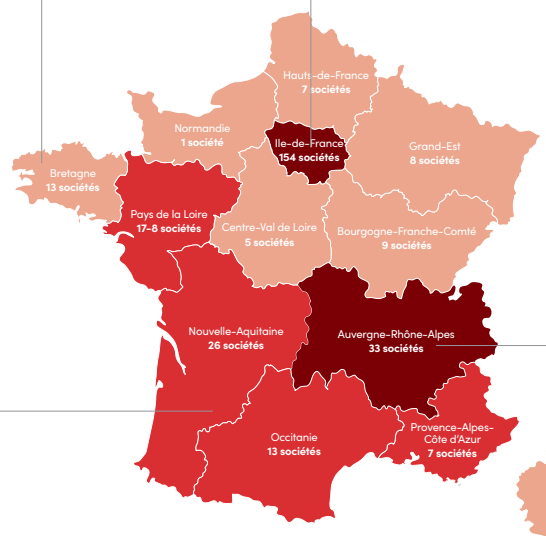 Hauts-de-France
7 sociétés
Normandie
1 société
Ile-de-France
154 sociétés
Grand-Est
8 sociétés
Bretagne
13 sociétés
Pays de la Loire
17-8 sociétés
Centre-Val de Loire
5 sociétés
Bourgogne-Franche-Comté
9 sociétés
Nouvelle-Aquitaine
26 sociétés
Auvergne-Rhône-Alpes
33 sociétés
Occitanie
13 sociétés
Provence-Alpes-
Côte d'Azur
7 sociétés